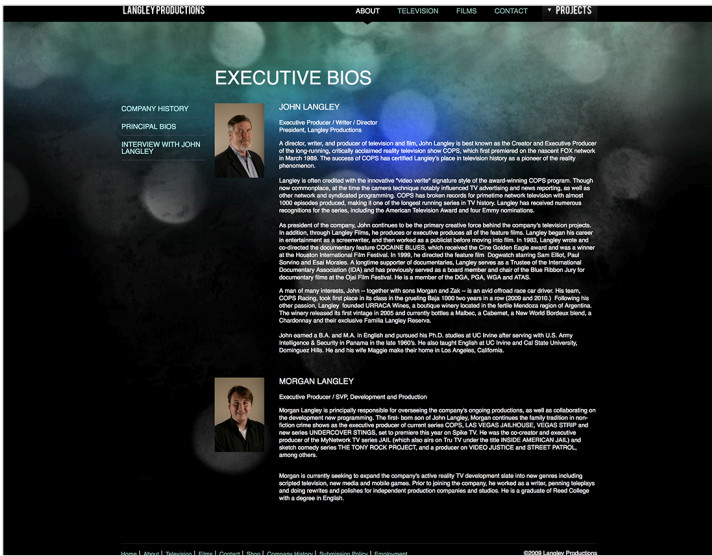 LANGLEY PRODUCTIONS
ABOUT TELEVISION FILMS CONTACT PROJECTS
EXECUTIVE BIOS
COMPANY HISTORY
PRINCIPAL BIOS
INTERVIEW WITH JOHN
LANGLEY
JOHN LANGLEY
Executive Producer / Writer / Director
President, Langley Productions
A director, writer, and producer of television and film, John Langley is best known as the Creator and Executive Producer
of the long-running, critically acclaimed reality television show COPS, which first premiered on the nascent FOX network
in March 1989. The success of COPS has certified Langley's place in television history as a pioneer of the reality
phenomenon.
Langley is often credited with the innovative "video verite" signature style of the award-winning COPS program. Though
now commonplace, at the time the camera technique notably influenced TV advertising and news reporting, as well as
other network and syndicated programming. COPS has broken records for primetime network television with almost
1000 episodes produced, making it one of the longest running series in TV history. Langley has received numerous
recognitions for the series, including the American Television Award and four Emmy nominations.
As president of the company, John continues to be the primary creative force behind the company's television projects.
In addition, through Langley Films, he produces or executive produces all of the feature films. Langley began his career
in entertainment as a screenwriter, and then worked as a publicist before moving into film. In 1983, Langley wrote and
co-directed the documentary feature COCAINE BLUES, which received the Cine Golden Eagle award and was a winner
at the Houston International Film Festival. In 1999, he directed the feature film Dogwatch starring Sam Elliot, Paul
Sorvino and Esai Morales. A longtime supporter of documentaries, Langley serves as a Trustee of the International
Documentary Association (IDA) and has previously served as a board member and chair of the Blue Ribbon Jury for
documentary films at the Ojai Film Festival. He is a member of the DGA, PGA, WGA and ATAS.
A man of many interests, John -- together with sons Morgan and Zak -- is an avid offroad race car driver. His team,
COPS Racing, took first place in its class in the grueling Baja 1000 two years in a row (2009 and 2010.) Following his
other passion, Langley founded URRACA Wines, a boutique winery located in the fertile Mendoza region of Argentina.
The winery released its first vintage in 2005 and currently bottles a Malbec, a Cabernet, a New World Bordeux blend, a
Chardonnay and their exclusive Familia Langley Reserva.
John earned a B.A. and M.A. in English and pursued his Ph.D. studies at UC Irvine after serving with U.S. Army
Intelligence & Security in Panama in the late 1960's. He also taught English at UC Irvine and Cal State University,
Dominguez Hills. He and his wife Maggie make their home in Los Angeles, California.
MORGAN LANGLEY
Executive Producer / SVP, Development and Production
Morgan Langley is principally responsible for overseeing the company's ongoing productions, as well as collaborating on
the development new programming. The first- born son of John Langley, Morgan continues the family tradition in non-
fiction crime shows as the executive producer of current series COPS, LAS VEGAS JAILHOUSE, VEGAS STRIP and
new series UNDERCOVER STINGS, set to premiere this year on Spike TV. He was the co-creator and executive
producer of the MyNetwork TV series JAIL (which also airs on Tru TV under the title INSIDE AMERICAN JAIL) and
sketch comedy series THE TONY ROCK PROJECT, and a producer on VIDEO JUSTICE and STREET PATROL,
among others.
Morgan is currently seeking to expand the company's active reality TV development slate into new genres including
scripted television, new media and mobile games. Prior to joining the company, he worked as a writer, penning teleplays
and doing rewrites and polishes for independent production companies and studios. He is a graduate of Reed College
with a degree in English.
Home | About | Television | Films | Contact | Shop | Company History | Submission Policy | Employment ©2009 Langley Productions